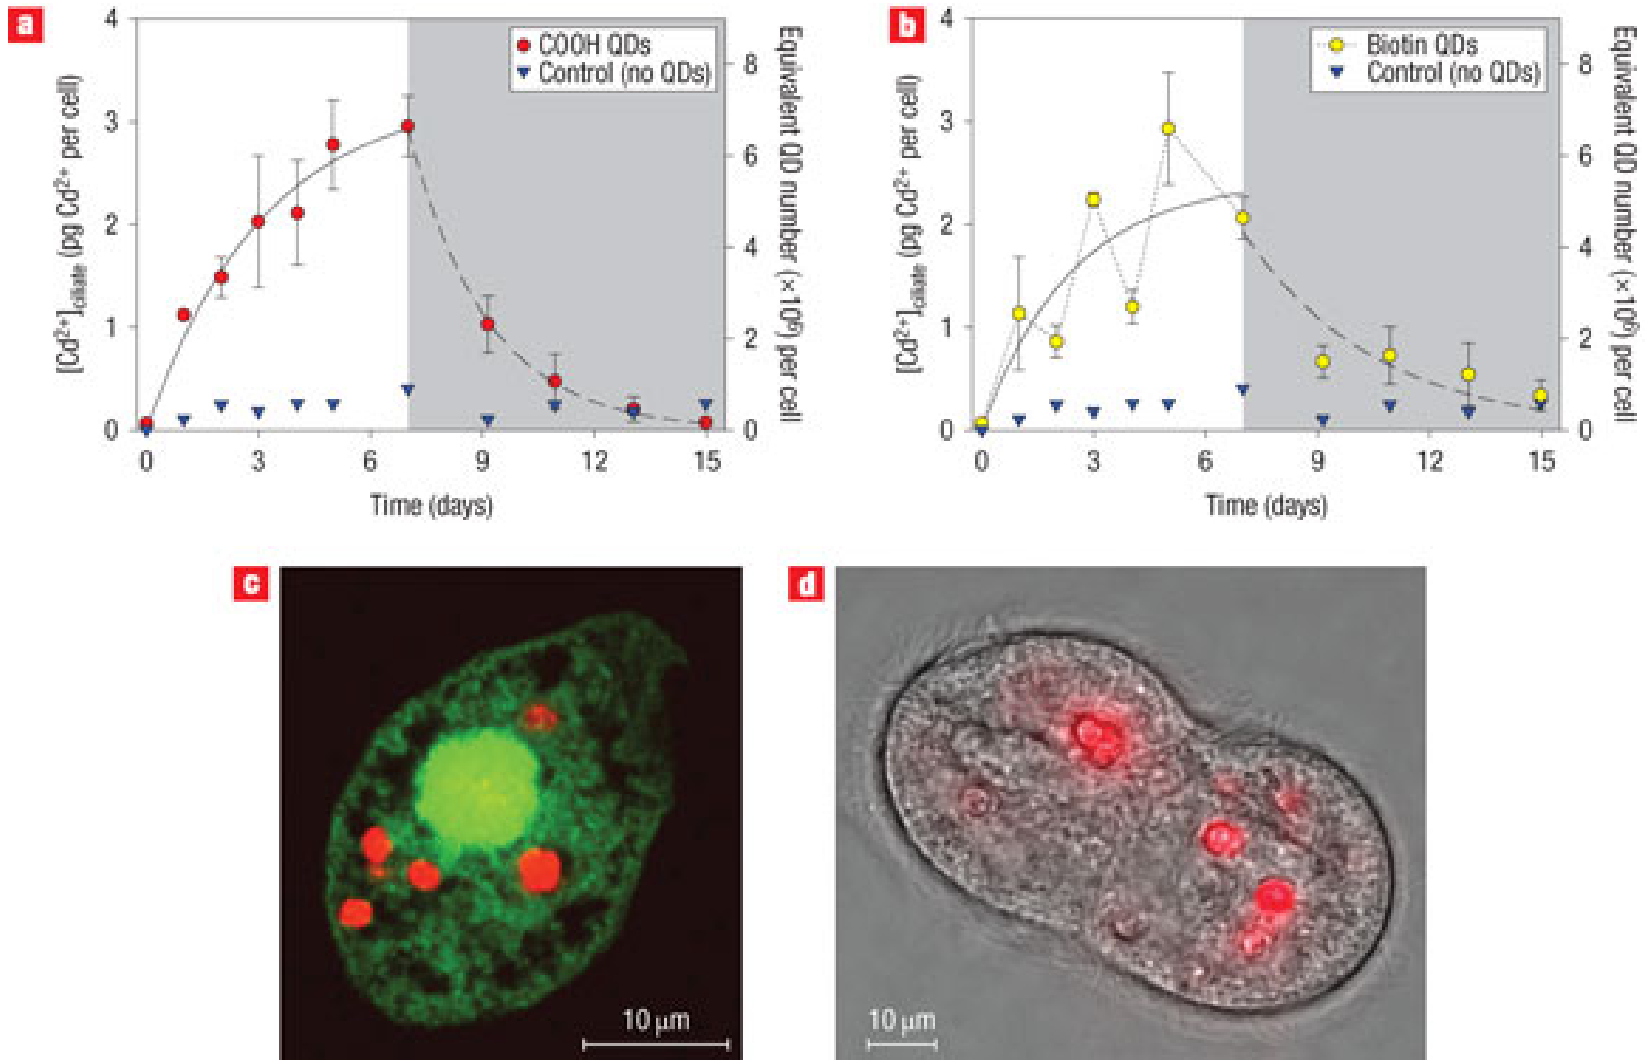 a
COOH QDs
Control (no QDs)
[Cd²⁺]ciliate (pg Cd²⁺ per cell)
4
3
2
1
0
8
6
4
2
0
Equivalent QD number (×10⁶) per cell
0 3 6 9 12 15
Time (days)
b
Biotin QDs
Control (no QDs)
[Cd²⁺]ciliate (pg Cd²⁺ per cell)
4
3
2
1
0
8
6
4
2
0
Equivalent QD number (×10⁶) per cell
0 3 6 9 12 15
Time (days)
c
10 μm
d
10 μm